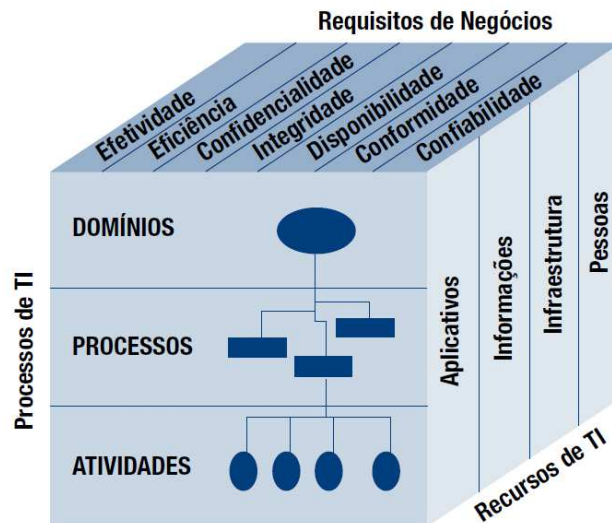 Requisitos de Negócios
Efetividade
Eficiência
Confidencialidade
Integridade
Disponibilidade
Conformidade
Confiabilidade
Processos de TI
DOMÍNIOS
PROCESSOS
ATIVIDADES
Aplicativos
Informações
Infraestrutura
Pessoas
Recursos de TI